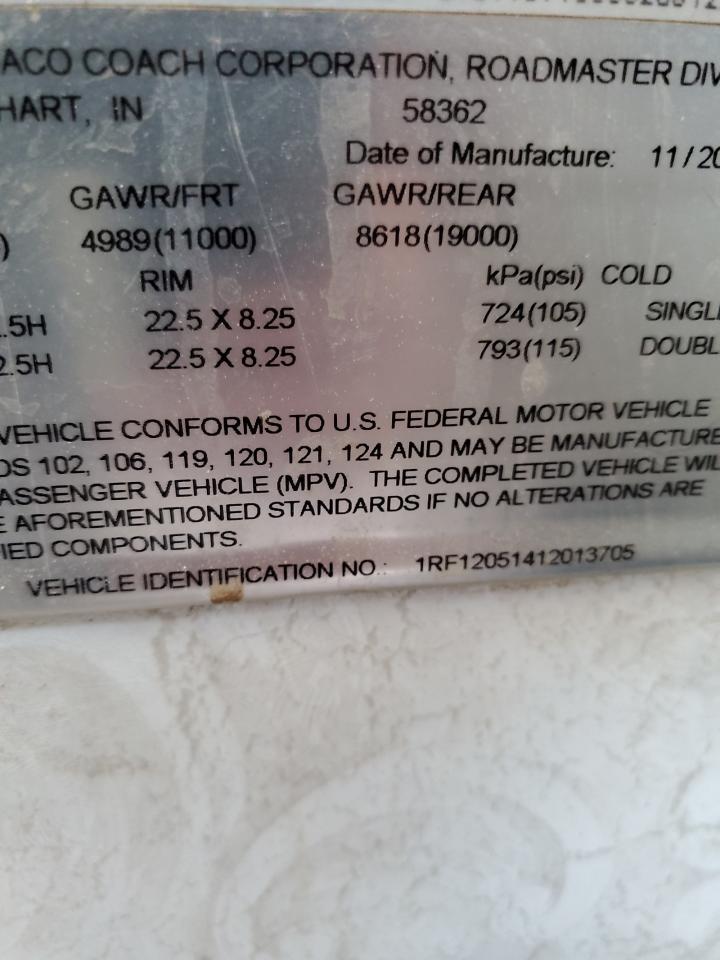 ACO COACH CORPORATION, ROADMASTER DIV
HART, IN 58362
Date of Manufacture: 11/20
GAWR/FRT GAWR/REAR
) 4989(11000) 8618(19000)
RIM kPa(psi) COLD
.5H 22.5 X 8.25 724(105) SINGL
2.5H 22.5 X 8.25 793(115) DOUBL
VEHICLE CONFORMS TO U.S. FEDERAL MOTOR VEHICLE
DS 102, 106, 119, 120, 121, 124 AND MAY BE MANUFACTURE
ASSENGER VEHICLE (MPV). THE COMPLETED VEHICLE WIL
E AFOREMENTIONED STANDARDS IF NO ALTERATIONS ARE
IED COMPONENTS.
VEHICLE IDENTIFICATION NO.: 1RF12051412013705